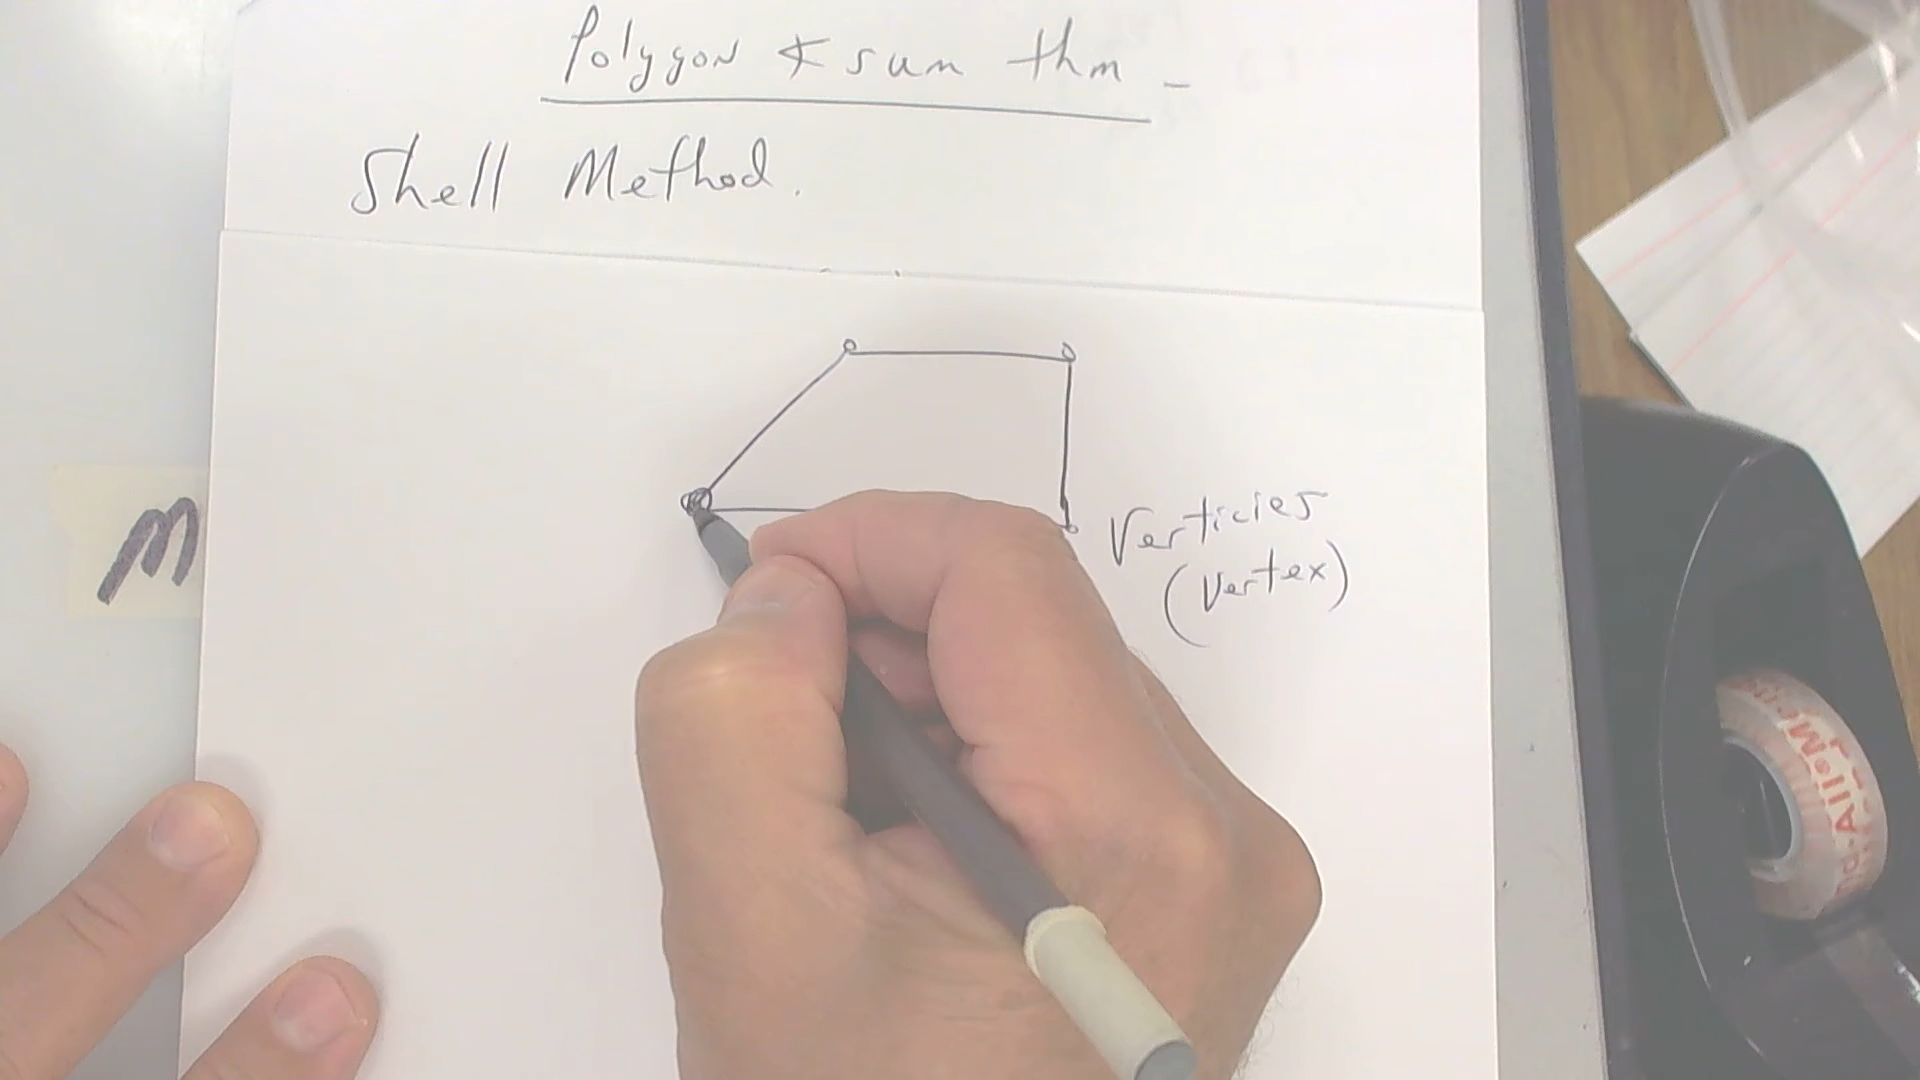 Polygon ∡ sum thm -
Shell Method.
Verticies
(Vertex)
M